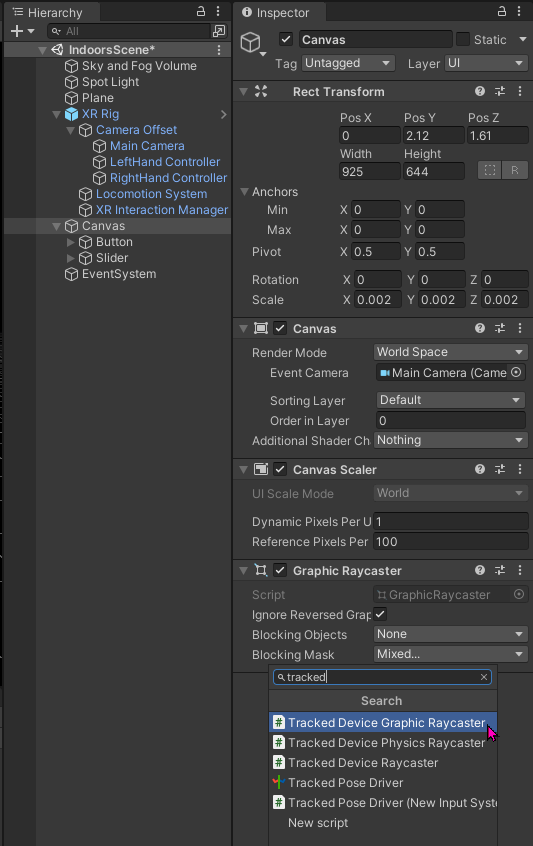 Hierarchy
All
IndoorsScene*
Sky and Fog Volume
Spot Light
Plane
XR Rig
Camera Offset
Main Camera
LeftHand Controller
RightHand Controller
Locomotion System
XR Interaction Manager
Canvas
Button
Slider
EventSystem
Inspector
Canvas Static
Tag Untagged Layer UI
Rect Transform
Pos X Pos Y Pos Z
0 2.12 1.61
Width Height
925 644 R
Anchors
Min X 0 Y 0
Max X 0 Y 0
Pivot X 0.5 Y 0.5
Rotation X 0 Y 0 Z 0
Scale X 0.002 Y 0.002 Z 0.002
Canvas
Render Mode World Space
Event Camera Main Camera (Came
Sorting Layer Default
Order in Layer 0
Additional Shader Ch Nothing
Canvas Scaler
UI Scale Mode World
Dynamic Pixels Per U 1
Reference Pixels Per 100
Graphic Raycaster
Script GraphicRaycaster
Ignore Reversed Grap
Blocking Objects None
Blocking Mask Mixed...
tracked
Search
# Tracked Device Graphic Raycaster
# Tracked Device Physics Raycaster
# Tracked Device Raycaster
Tracked Pose Driver
# Tracked Pose Driver (New Input Syste
New script